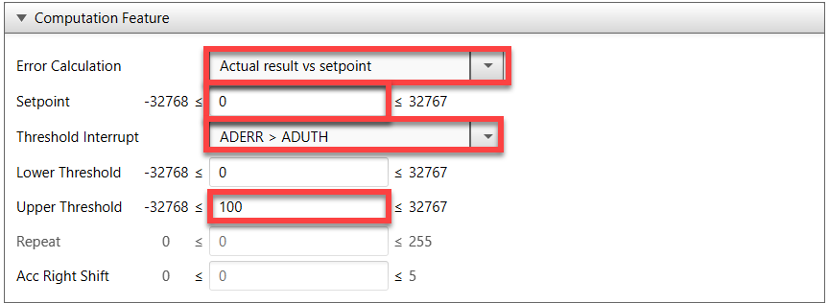 Computation Feature
Error Calculation Actual result vs setpoint
Setpoint -32768 ≤ 0 ≤ 32767
Threshold Interrupt ADERR > ADUTH
Lower Threshold -32768 ≤ 0 ≤ 32767
Upper Threshold -32768 ≤ 100 ≤ 32767
Repeat 0 ≤ 0 ≤ 255
Acc Right Shift 0 ≤ 0 ≤ 5